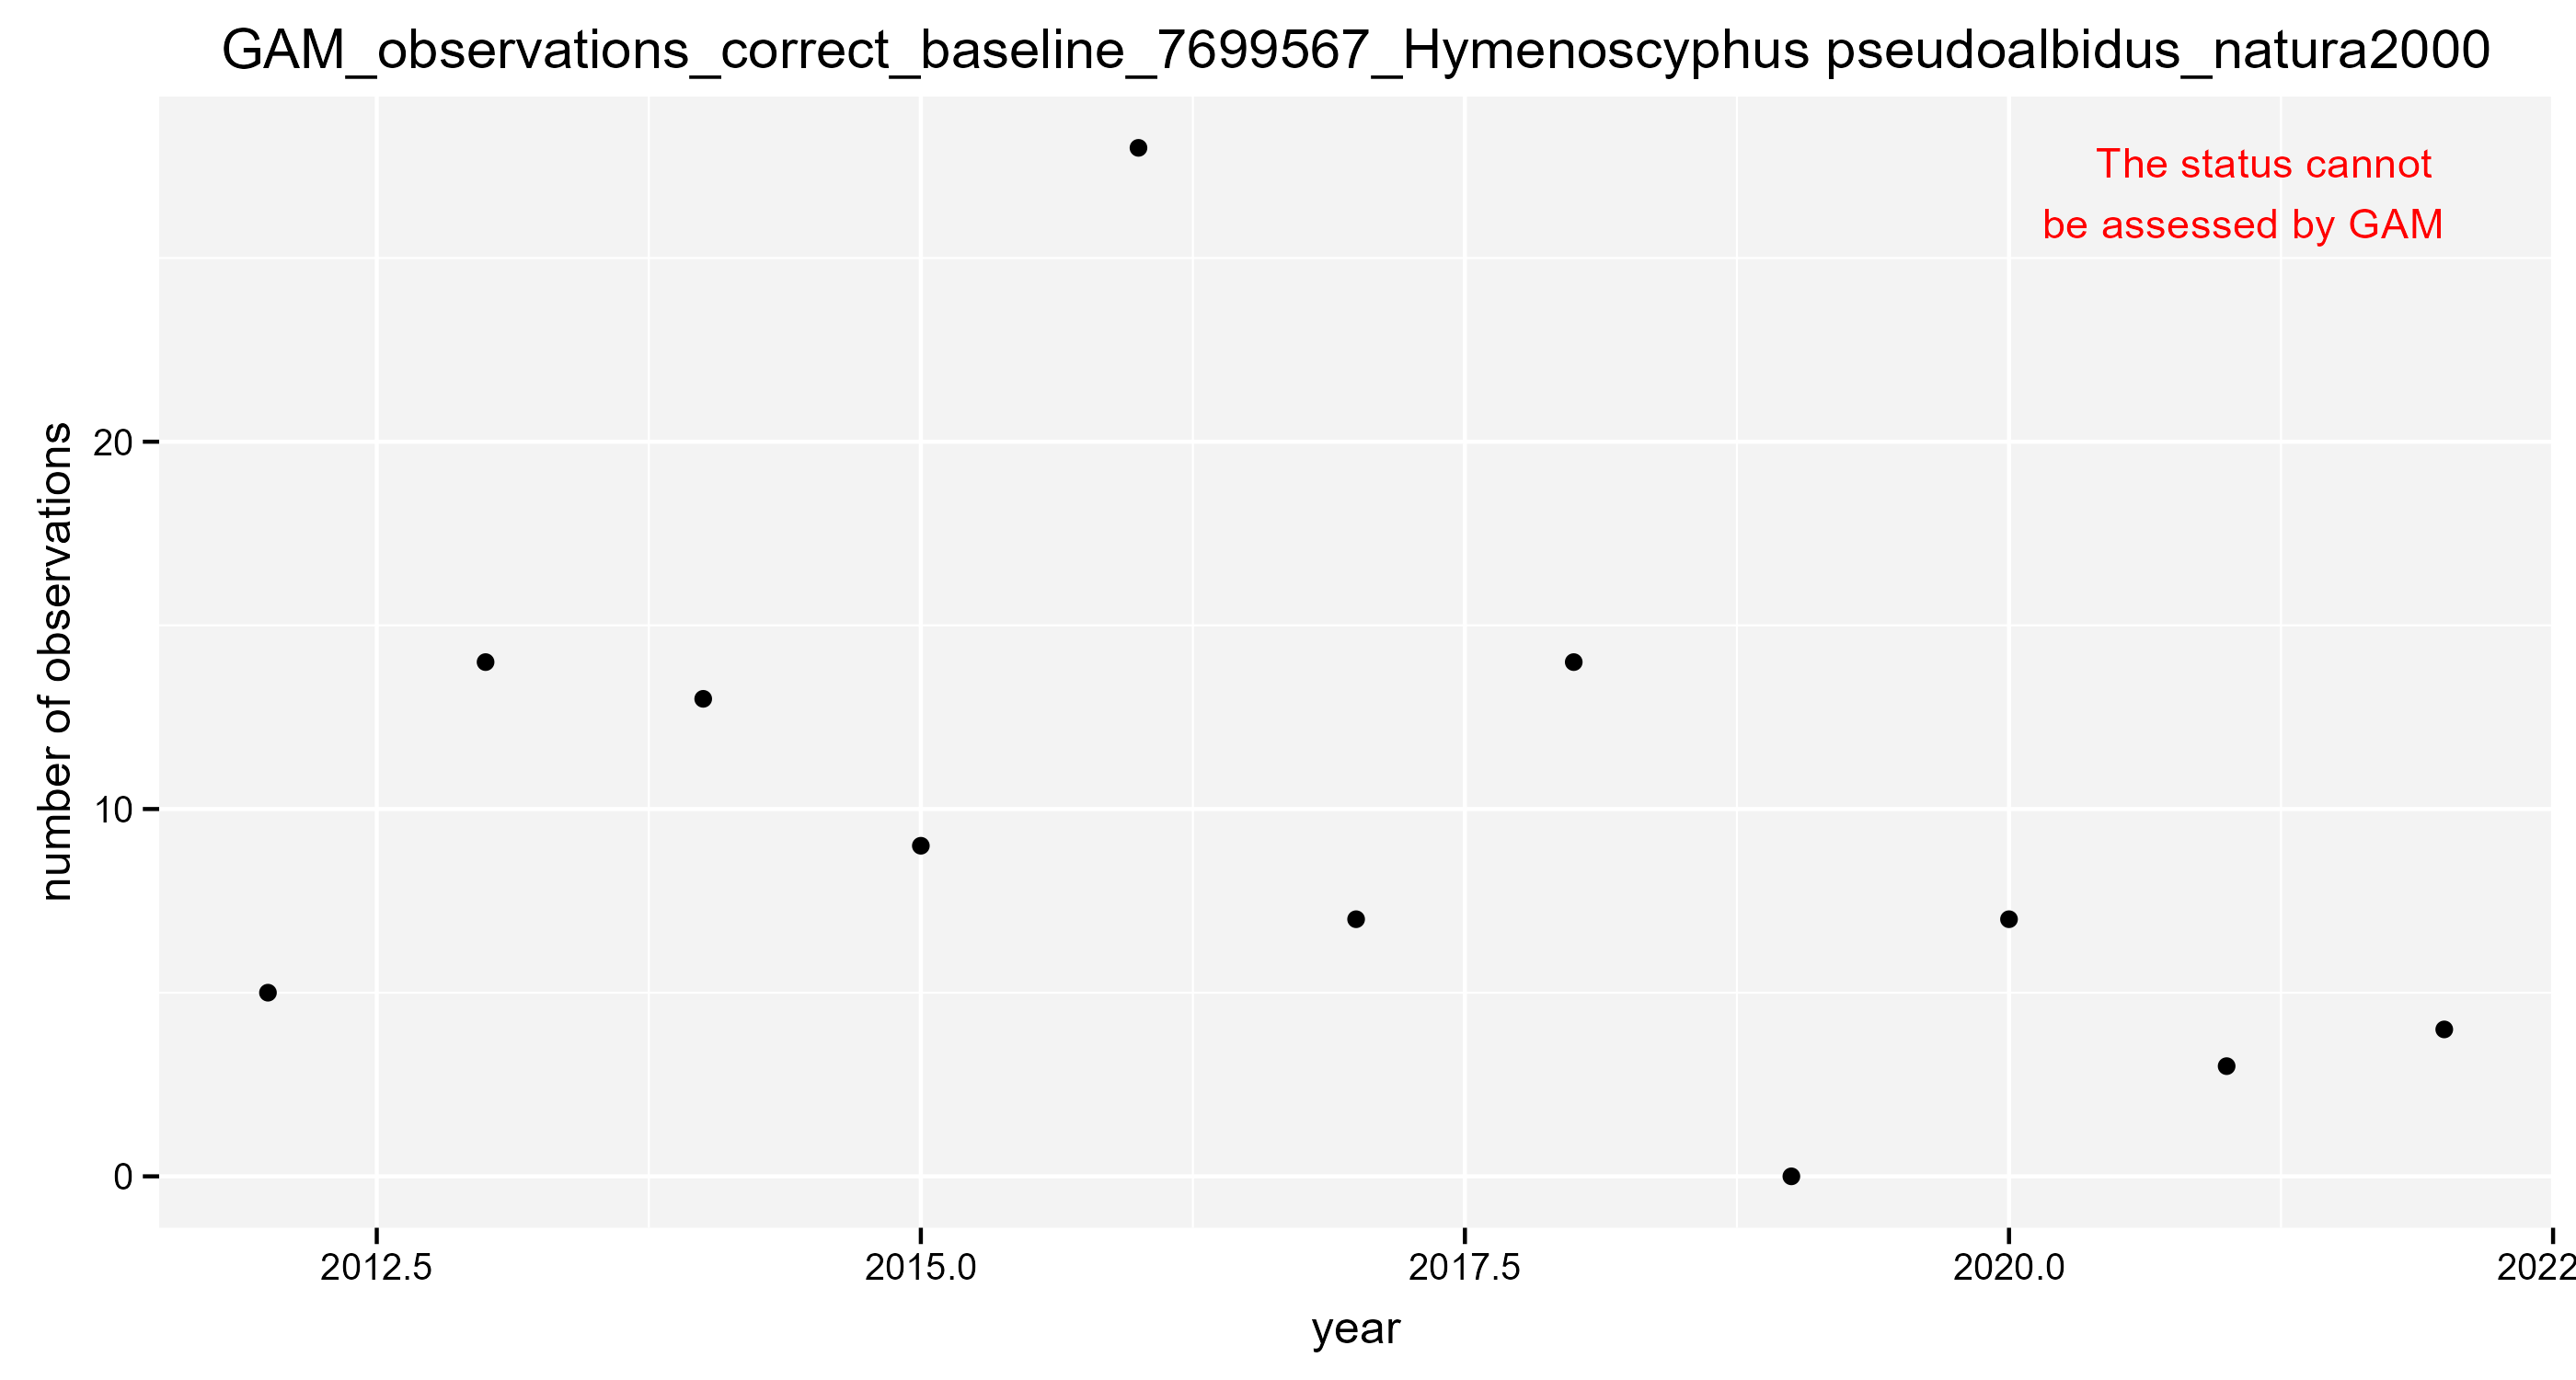 GAM_observations_correct_baseline_7699567_Hymenoscyphus pseudoalbidus_natura2000
The status cannot
be assessed by GAM
number of observations
20
10
0
2012.5
2015.0
2017.5
2020.0
2022
year